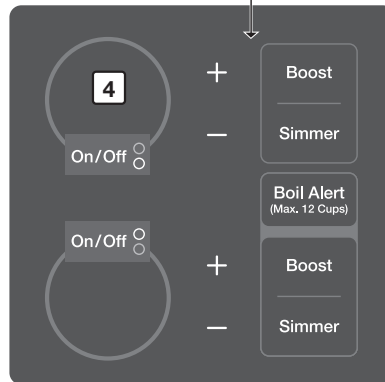 + Boost
4
On/Off
− Simmer
Boil Alert
(Max. 12 Cups)
On/Off
+ Boost
− Simmer